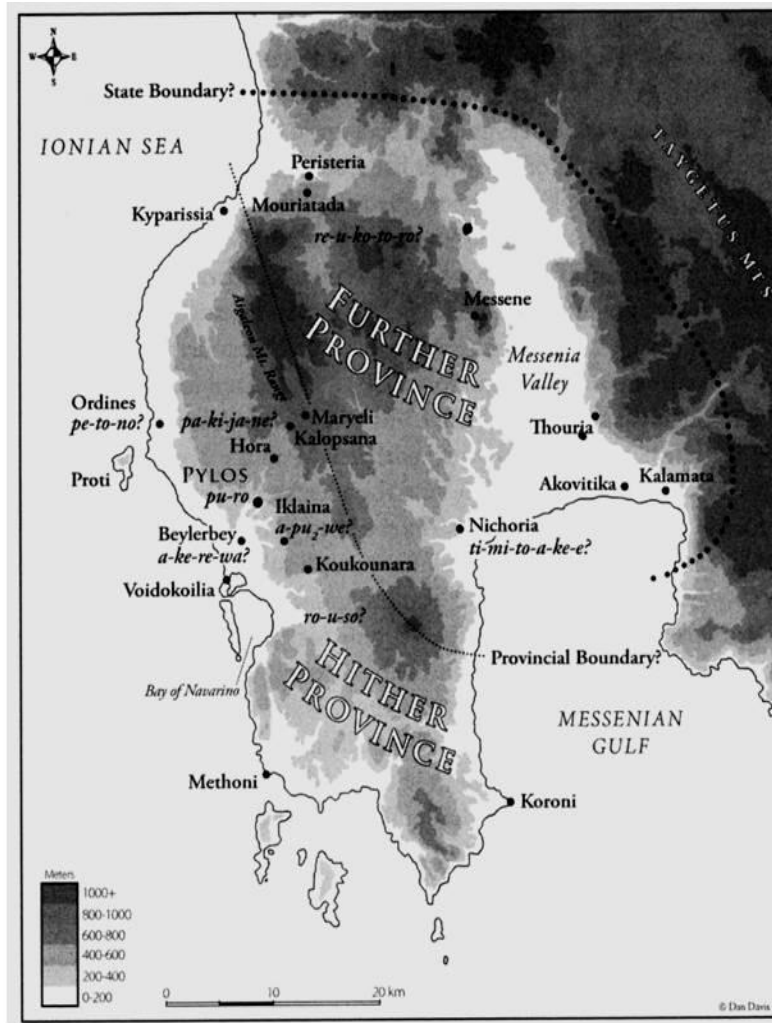 N
W E
S
State Boundary?
IONIAN SEA
TAYGETUS MTS
Peristeria
Mouriatada
Kyparissia
re-u-ko-to-ro?
Messene
FURTHER
PROVINCE
Aigaleon Mt. Range
Messenia
Valley
Ordines
pe-to-no?
pa-ki-ja-ne?
Maryeli
Kalopsana
Hora
Thouria
Proti
PYLOS
pu-ro
Iklaina
a-pu₂-we?
Akovitika
Kalamata
Beylerbey
a-ke-re-wa?
Nichoria
ti-mi-to-a-ke-e?
Koukounara
Voidokoilia
ro-u-so?
Provincial Boundary?
HITHER
PROVINCE
Bay of Navarino
MESSENIAN
GULF
Methoni
Koroni
Meters
1000+
800-1000
600-800
400-600
200-400
0-200
0 10 20 km
© Dan Davis